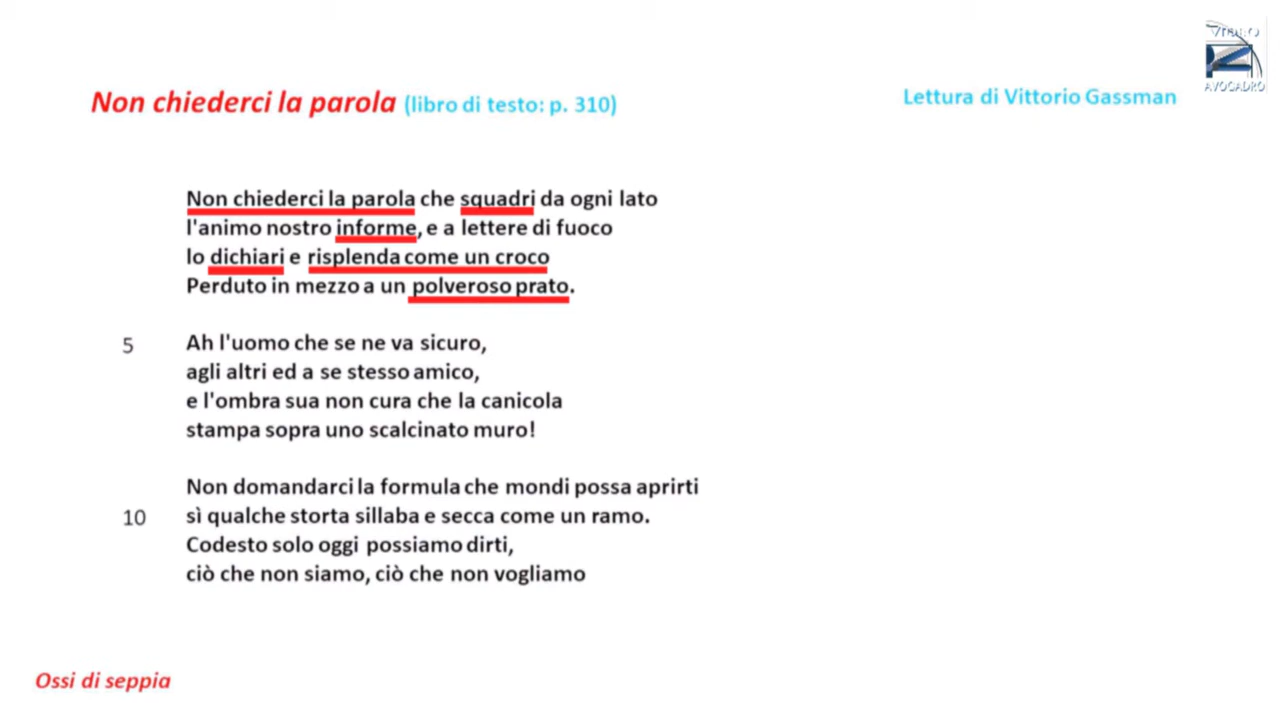 VIDEO
AVOGADRO
Non chiederci la parola (libro di testo: p. 310)
Lettura di Vittorio Gassman
Non chiederci la parola che squadri da ogni lato
l'animo nostro informe, e a lettere di fuoco
lo dichiari e risplenda come un croco
Perduto in mezzo a un polveroso prato.
5 Ah l'uomo che se ne va sicuro,
agli altri ed a se stesso amico,
e l'ombra sua non cura che la canicola
stampa sopra uno scalcinato muro!
Non domandarci la formula che mondi possa aprirti
10 sì qualche storta sillaba e secca come un ramo.
Codesto solo oggi possiamo dirti,
ciò che non siamo, ciò che non vogliamo
Ossi di seppia